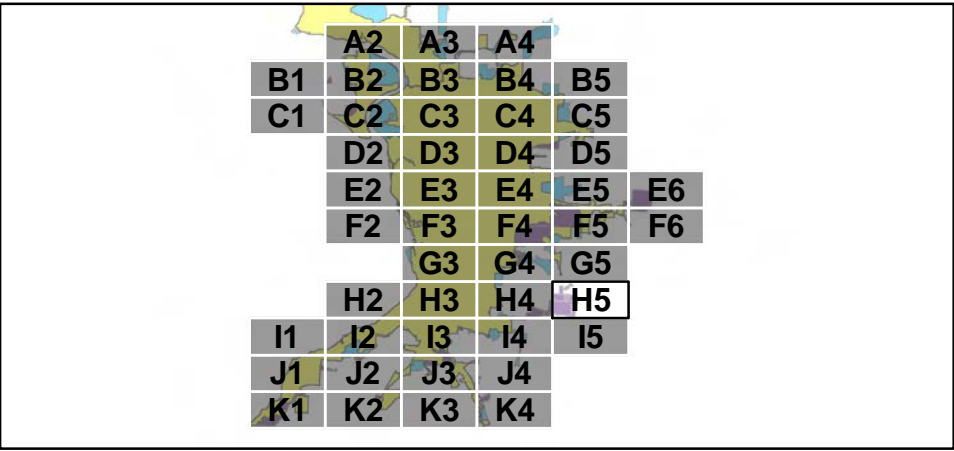 A2 A3 A4
B1 B2 B3 B4 B5
C1 C2 C3 C4 C5
D2 D3 D4 D5
E2 E3 E4 E5 E6
F2 F3 F4 F5 F6
G3 G4 G5
H2 H3 H4 H5
I1 I2 I3 I4 I5
J1 J2 J3 J4
K1 K2 K3 K4